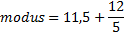 modus = 11,5 + 12/5